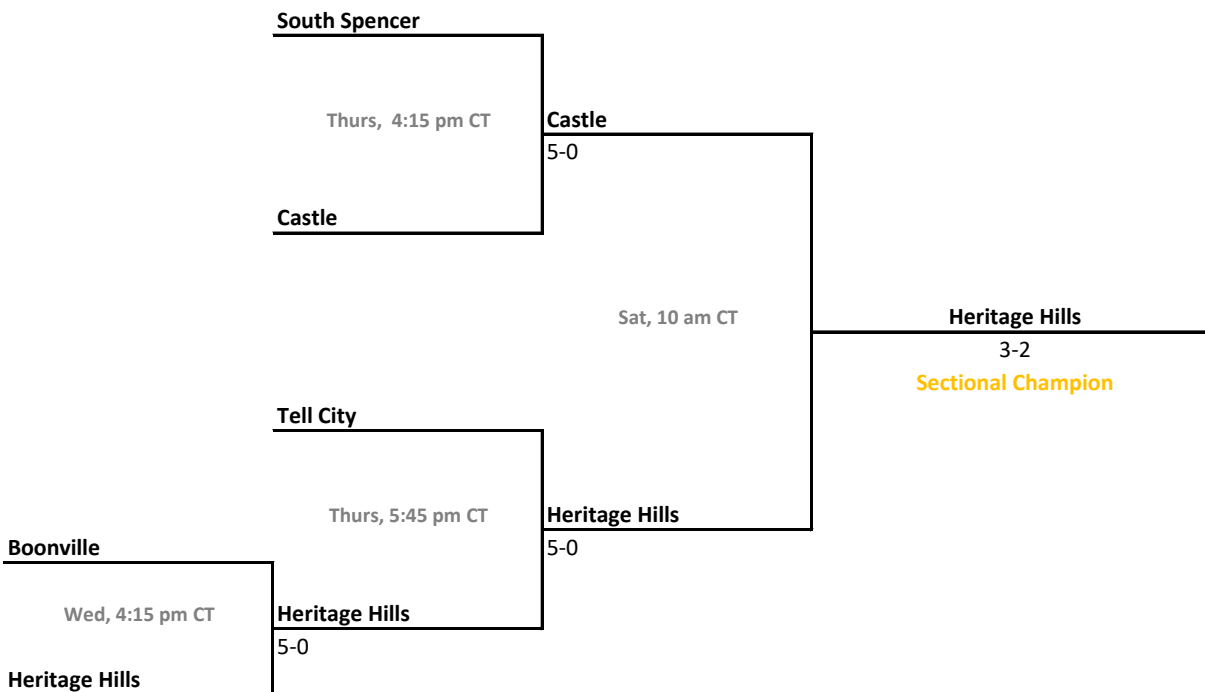 South Spencer
Thurs,  4:15 pm CT
Castle
5-0
Castle
Sat, 10 am CT
Heritage Hills
3-2
Sectional Champion
Tell City
Thurs, 5:45 pm CT
Heritage Hills
5-0
Boonville
Wed, 4:15 pm CT
Heritage Hills
5-0
Heritage Hills